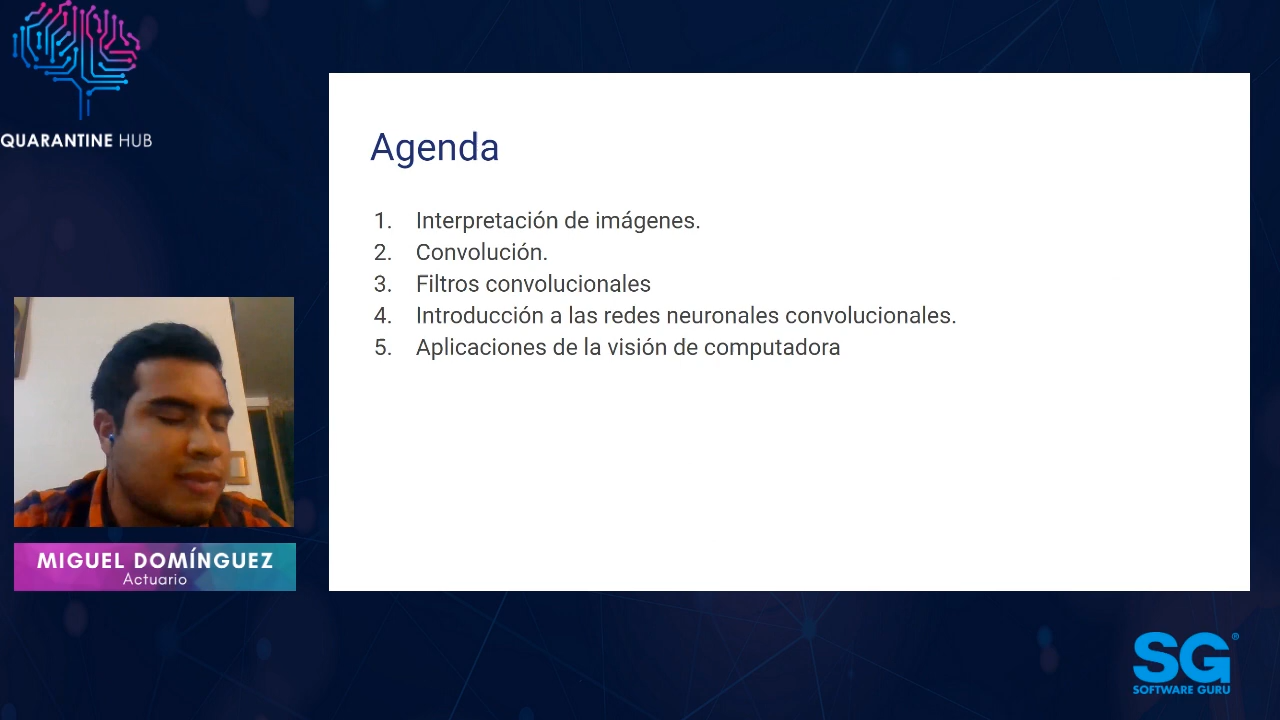 QUARANTINE HUB
Agenda
1. Interpretación de imágenes.
2. Convolución.
3. Filtros convolucionales
4. Introducción a las redes neuronales convolucionales.
5. Aplicaciones de la visión de computadora
MIGUEL DOMÍNGUEZ
Actuario
SG®
SOFTWARE GURU